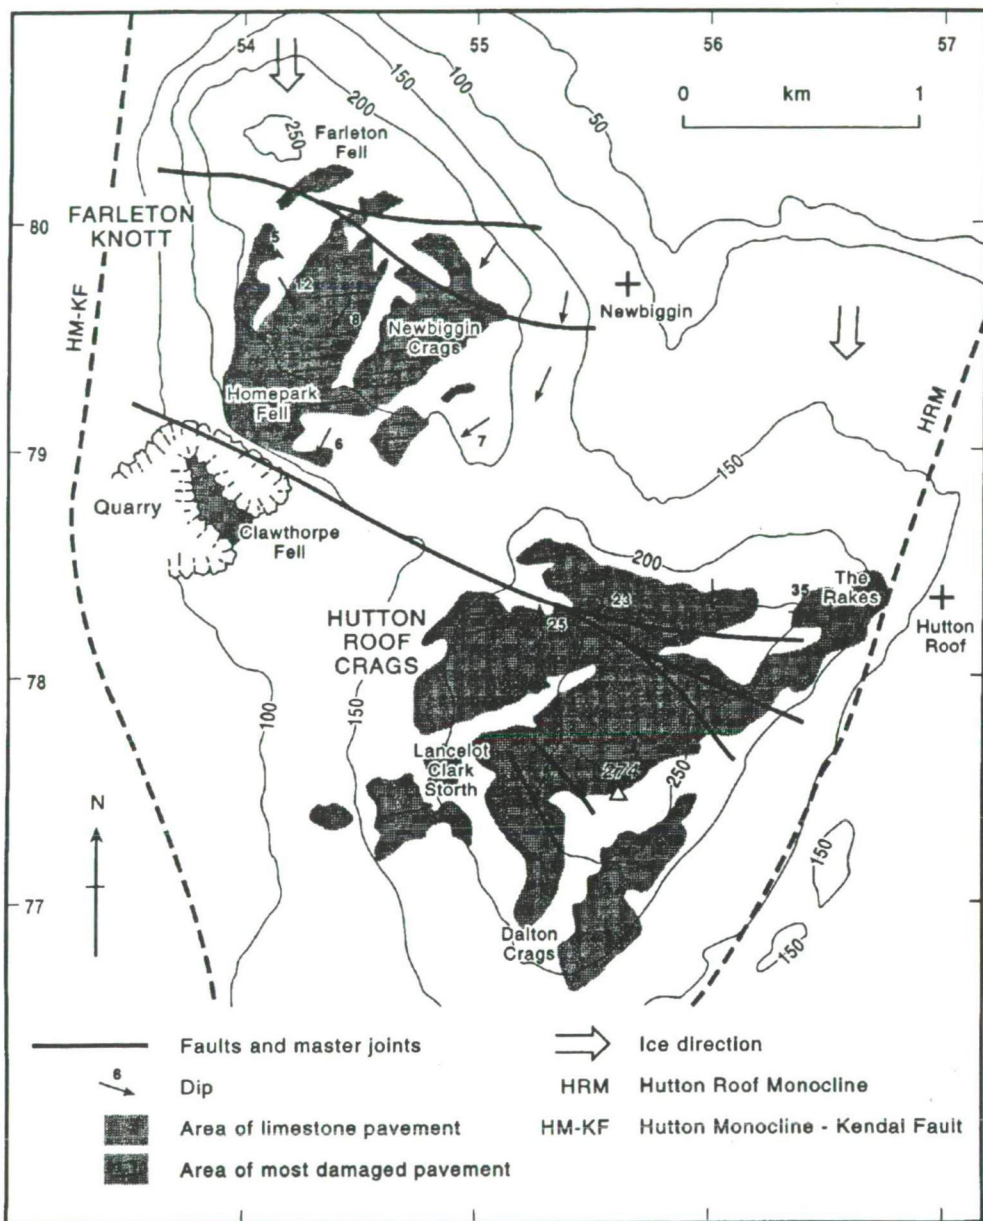 54
55
56
57
100
150
50
0 km 1
200
250
Farleton
Fell
80
FARLETON
KNOTT
5
12
8
HM-KF
Newbiggin
Newbiggin
Crags
Homepark
Fell
6
7
HRM
79
150
Quarry
Clawthorpe
Fell
200
35
The
Rakes
23
25
HUTTON
ROOF
CRAGS
Hutton
Roof
78
100
150
Lancelot
Clark
Storth
274
250
N
150
77
Dalton
Crags
150
Faults and master joints
Ice direction
6
Dip
HRM Hutton Roof Monocline
Area of limestone pavement
HM-KF Hutton Monocline - Kendal Fault
Area of most damaged pavement